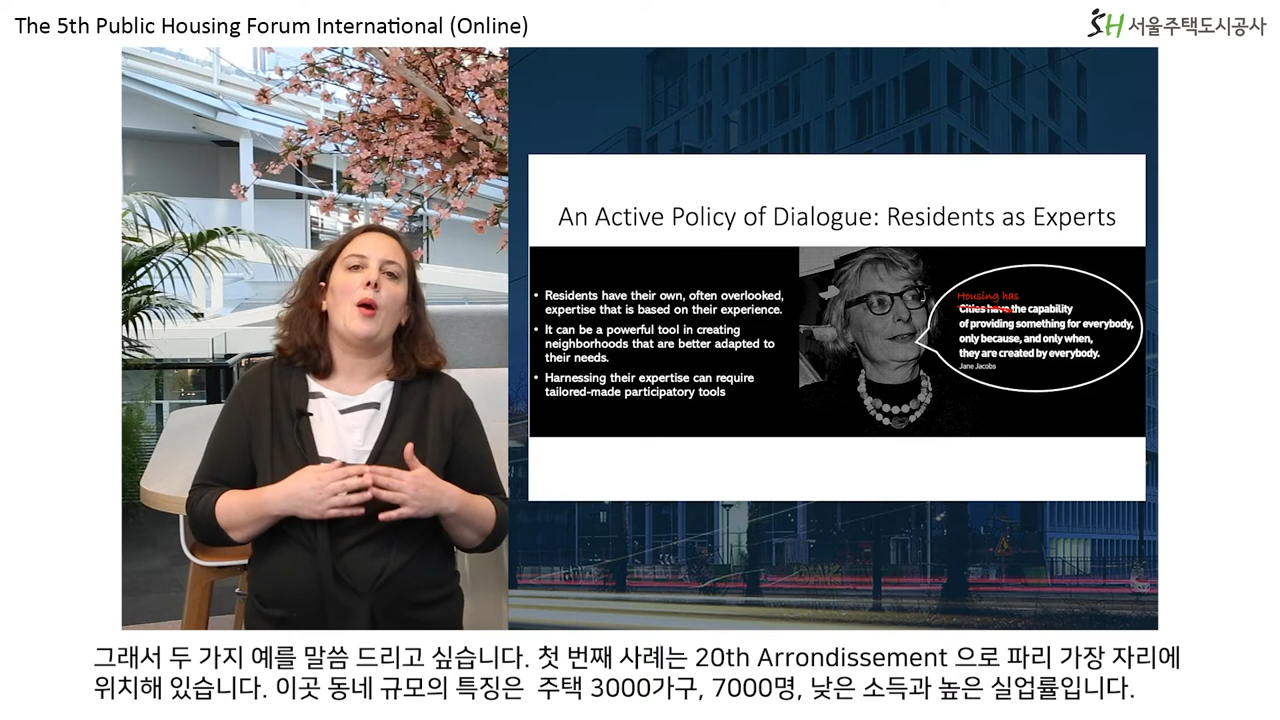 The 5th Public Housing Forum International (Online)
SH 서울주택도시공사
An Active Policy of Dialogue: Residents as Experts
• Residents have their own, often overlooked,
expertise that is based on their experience.
• It can be a powerful tool in creating
neighborhoods that are better adapted to
their needs.
• Harnessing their expertise can require
tailored-made participatory tools
Housing has
Cities have the capability
of providing something for everybody,
only because, and only when,
they are created by everybody.
Jane Jacobs
그래서 두 가지 예를 말씀 드리고 싶습니다. 첫 번째 사례는 20th Arrondissement 으로 파리 가장 자리에
위치해 있습니다. 이곳 동네 규모의 특징은 주택 3000가구, 7000명, 낮은 소득과 높은 실업률입니다.